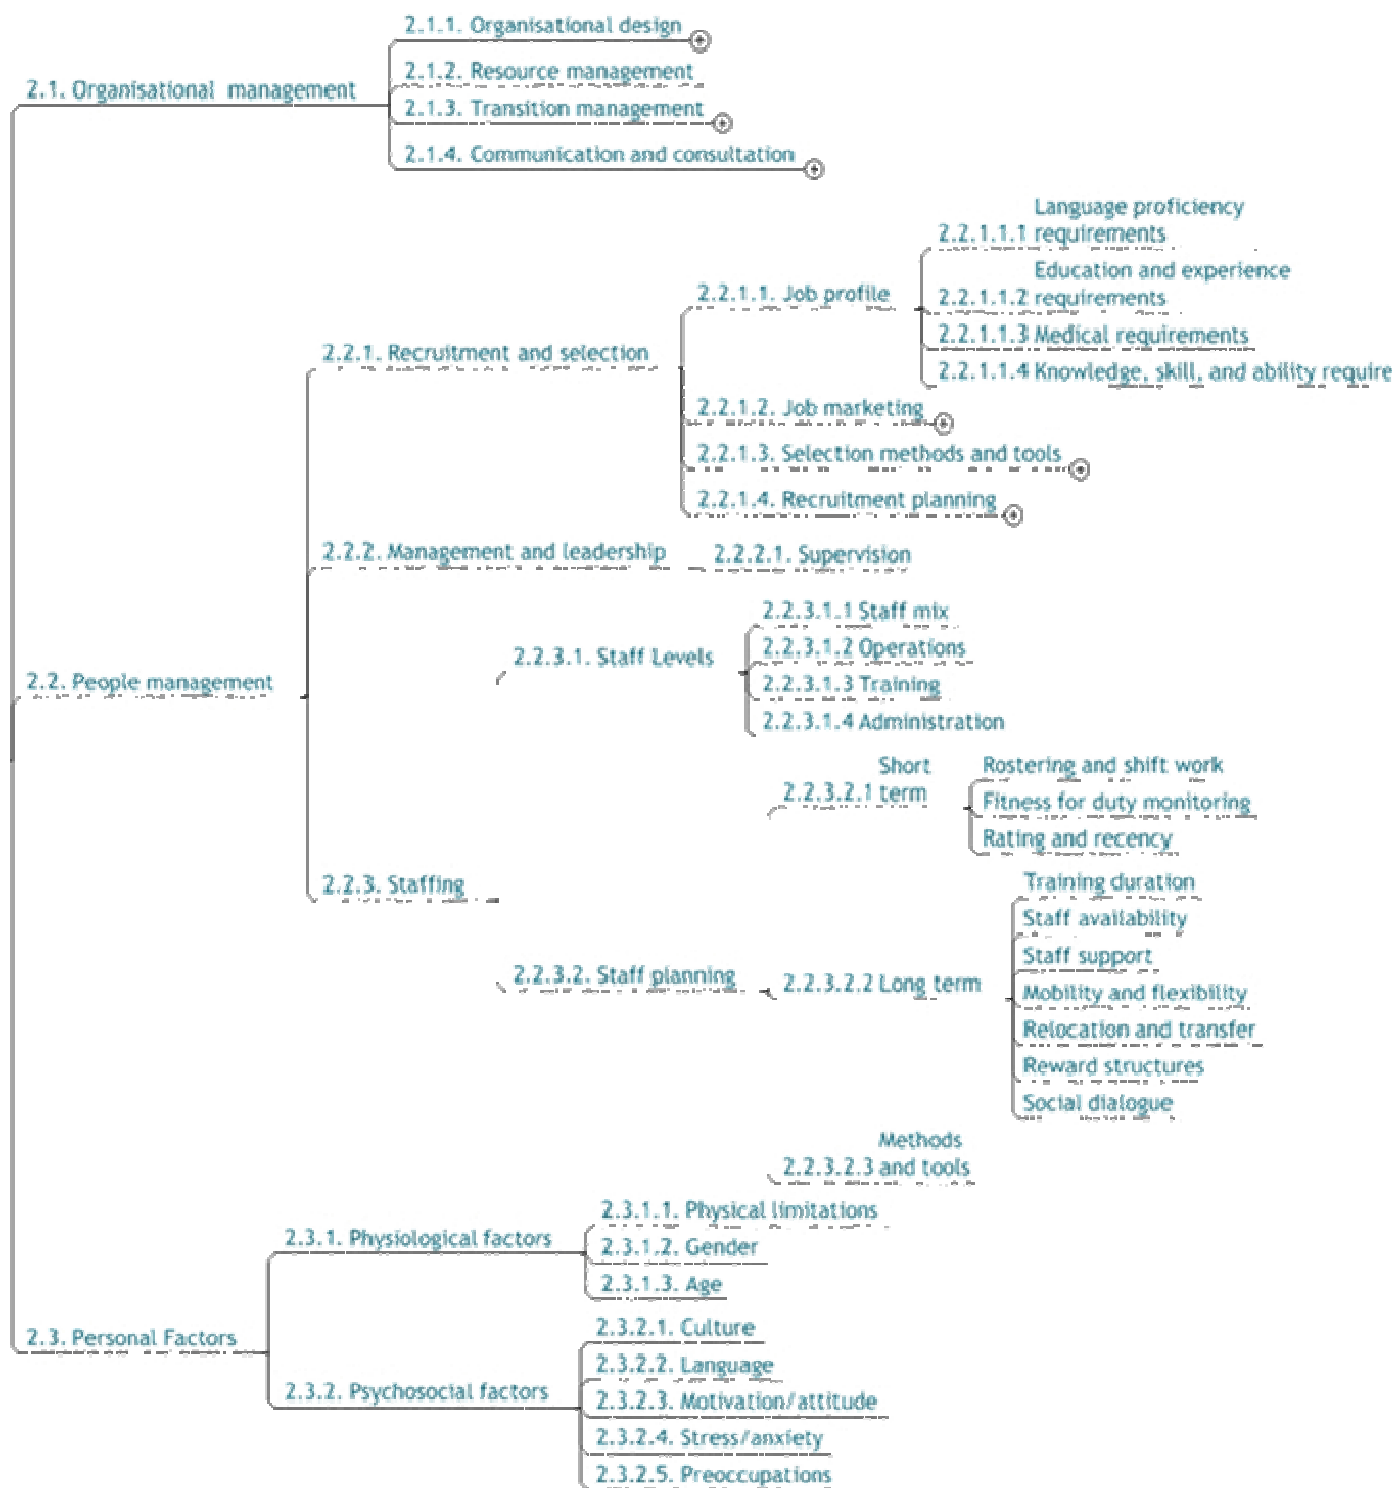 2.1. Organisational management
2.1.1. Organisational design
2.1.2. Resource management
2.1.3. Transition management
2.1.4. Communication and consultation
2.2. People management
2.2.1. Recruitment and selection
2.2.1.1. Job profile
Language proficiency
2.2.1.1.1 requirements
Education and experience
2.2.1.1.2 requirements
2.2.1.1.3 Medical requirements
2.2.1.1.4 Knowledge, skill, and ability require
2.2.1.2. Job marketing
2.2.1.3. Selection methods and tools
2.2.1.4. Recruitment planning
2.2.2. Management and leadership
2.2.2.1. Supervision
2.2.3. Staffing
2.2.3.1. Staff Levels
2.2.3.1.1 Staff mix
2.2.3.1.2 Operations
2.2.3.1.3 Training
2.2.3.1.4 Administration
2.2.3.2. Staff planning
Short
2.2.3.2.1 term
Rostering and shift work
Fitness for duty monitoring
Rating and recency
2.2.3.2.2 Long term
Training duration
Staff availability
Staff support
Mobility and flexibility
Relocation and transfer
Reward structures
Social dialogue
Methods
2.2.3.2.3 and tools
2.3. Personal Factors
2.3.1. Physiological factors
2.3.1.1. Physical limitations
2.3.1.2. Gender
2.3.1.3. Age
2.3.2. Psychosocial factors
2.3.2.1. Culture
2.3.2.2. Language
2.3.2.3. Motivation/attitude
2.3.2.4. Stress/anxiety
2.3.2.5. Preoccupations